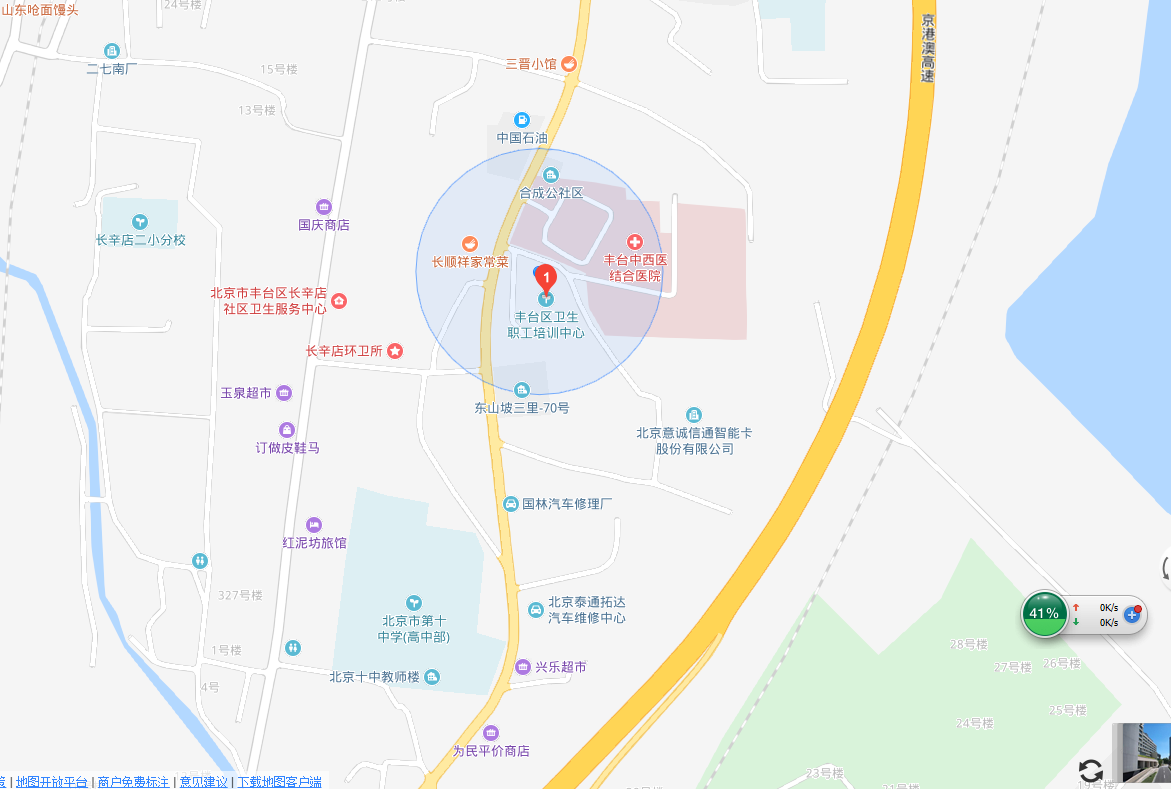 山东呛面馒头
24号楼
二七南厂
15号楼
13号楼
三晋小馆
京港澳高速
中国石油
合成公社区
国庆商店
长辛店二小分校
长顺祥家常菜
丰台中西医
结合医院
1
北京市丰台区长辛店
社区卫生服务中心
丰台区卫生
职工培训中心
长辛店环卫所
玉泉超市
东山坡三里-70号
订做皮鞋马
北京意诚信通智能卡
股份有限公司
国林汽车修理厂
红泥坊旅馆
327号楼
北京市第十
中学(高中部)
北京泰通拓达
汽车维修中心
41%
0K/s
0K/s
1号楼
28号楼
27号楼
26号楼
兴乐超市
北京十中教师楼
4号
25号楼
24号楼
为民平价商店
23号楼
| 地图开放平台 | 商户免费标注 | 意见建议 | 下载地图客户端
19号楼